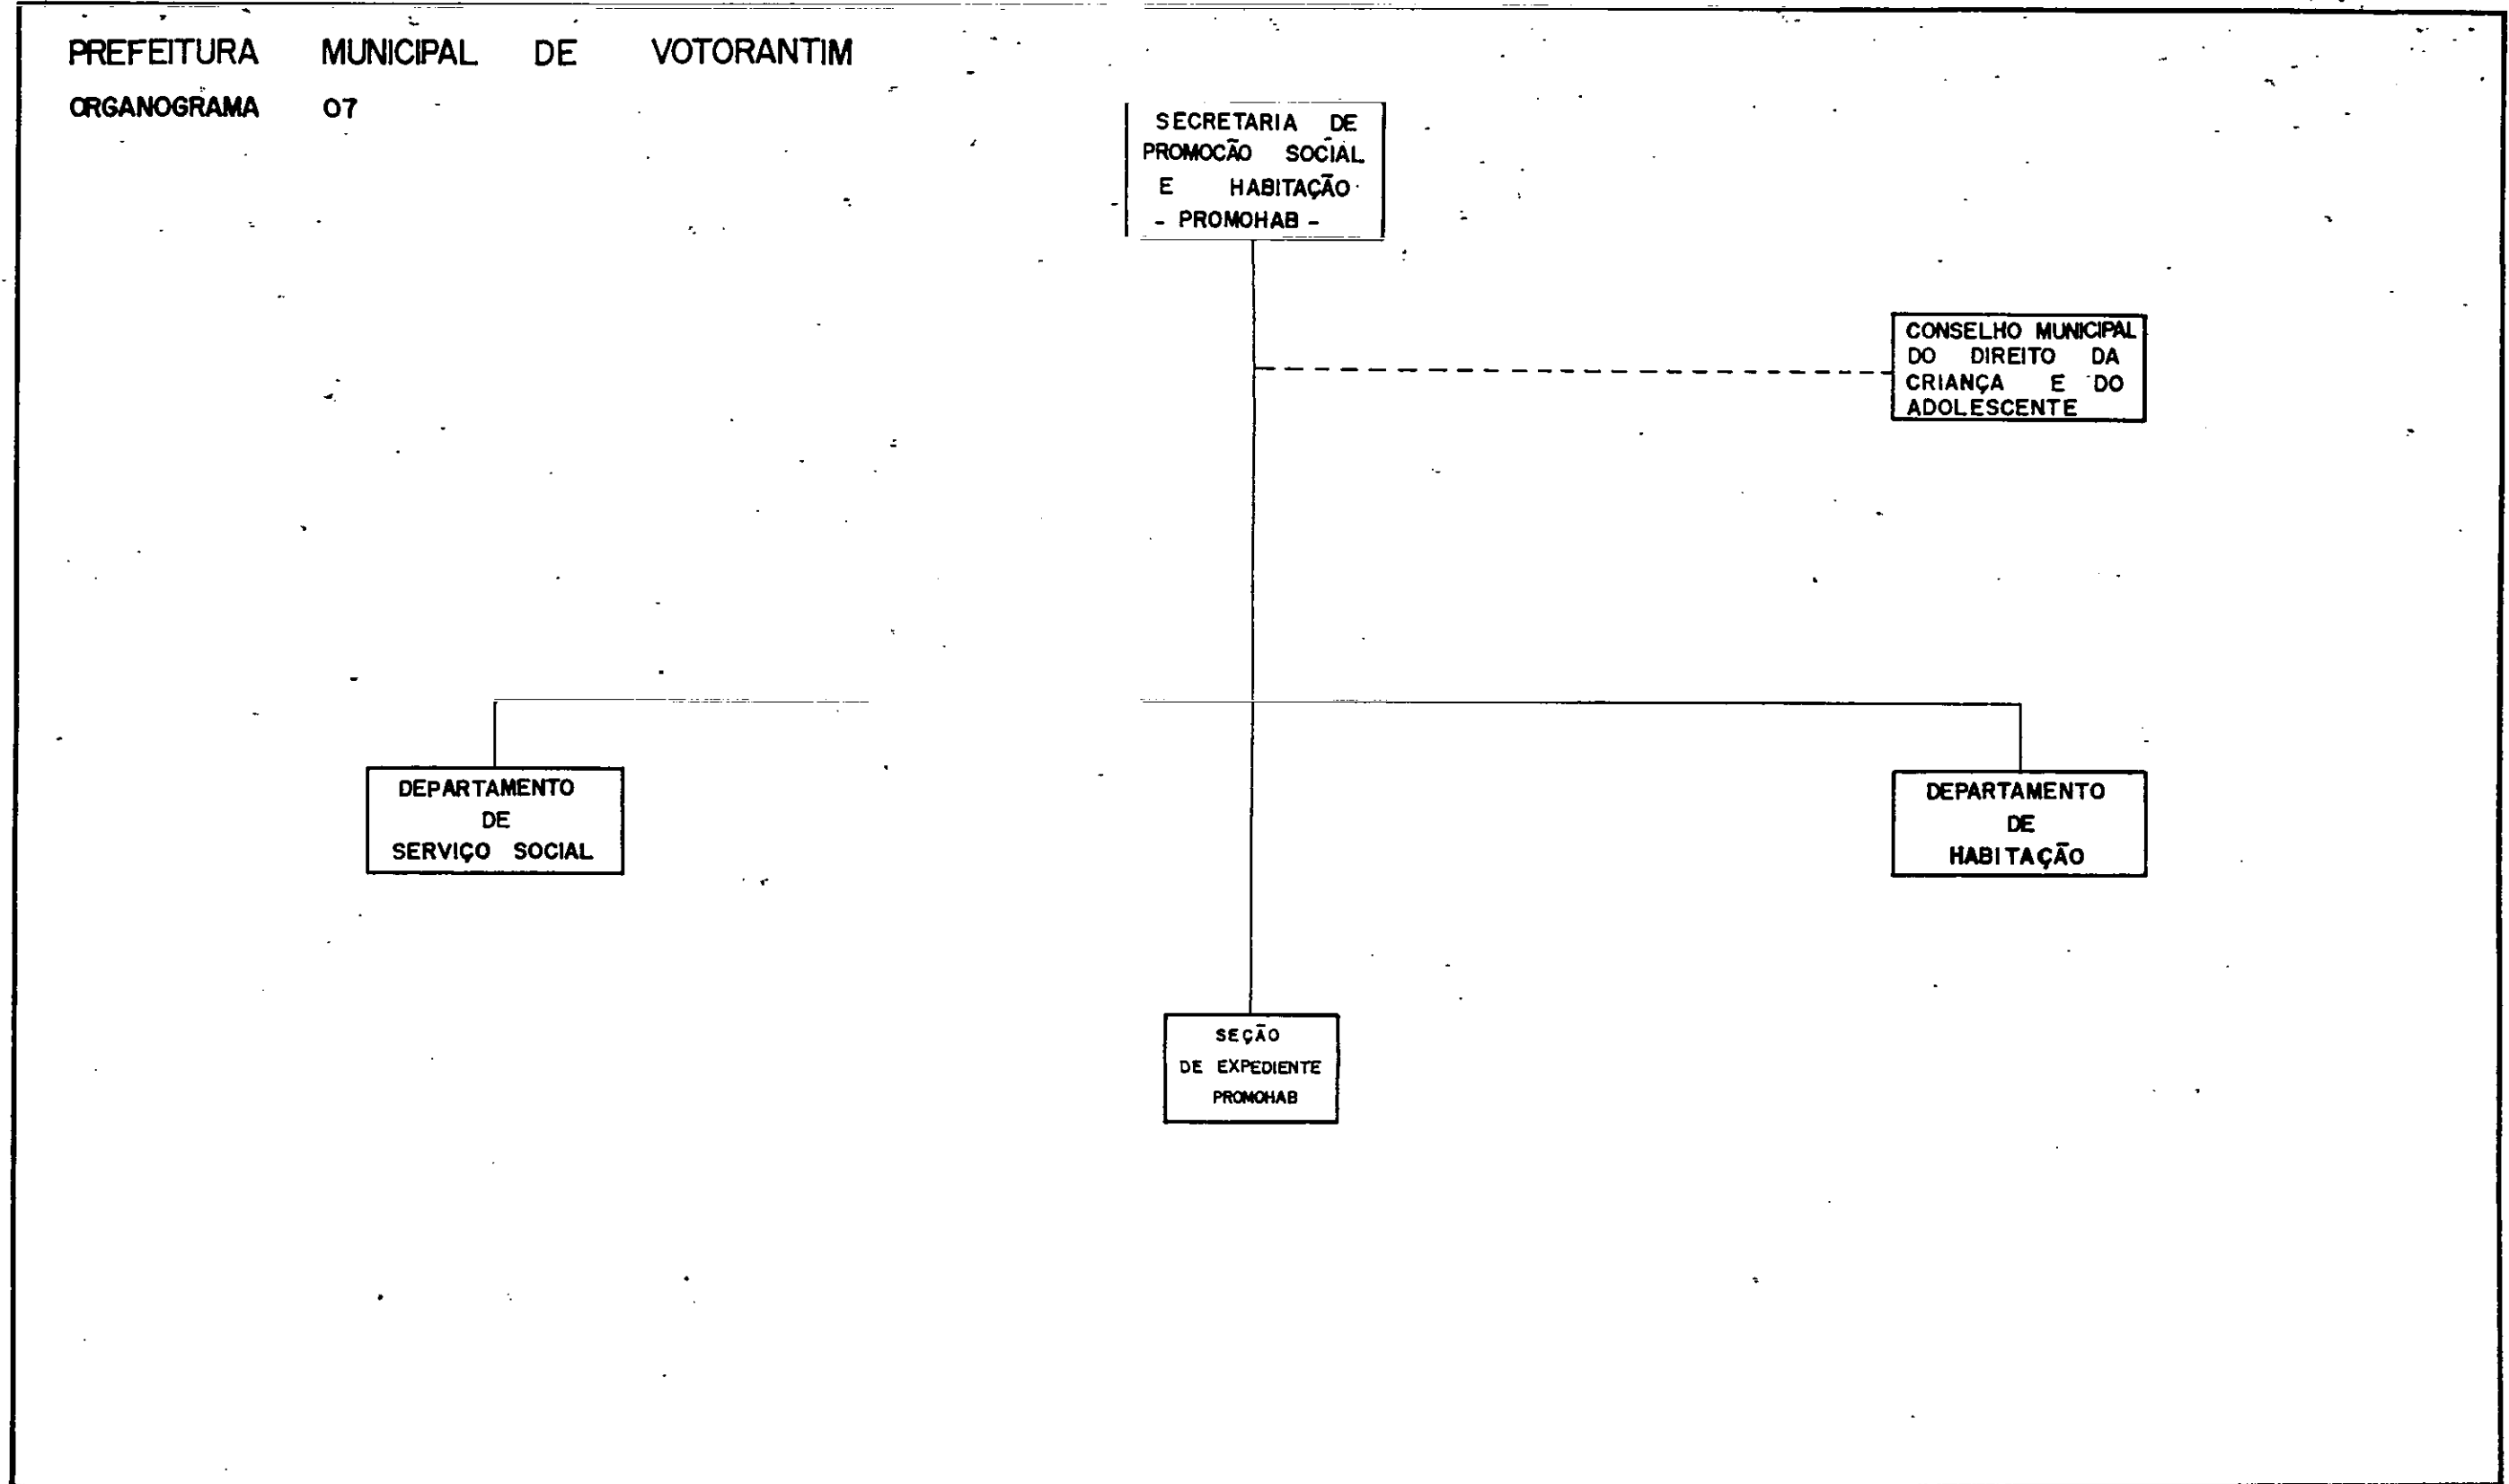 PREFEITURA MUNICIPAL DE VOTORANTIM
ORGANOGRAMA 07
SECRETARIA DE
PROMOCÃO SOCIAL
E HABITAÇÃO
- PROMOHAB -
CONSELHO MUNICIPAL
DO DIREITO DA
CRIANÇA E DO
ADOLESCENTE
DEPARTAMENTO
DE
SERVIÇO SOCIAL
DEPARTAMENTO
DE
HABITAÇÃO
SEÇÃO
DE EXPEDIENTE
PROMOHAB